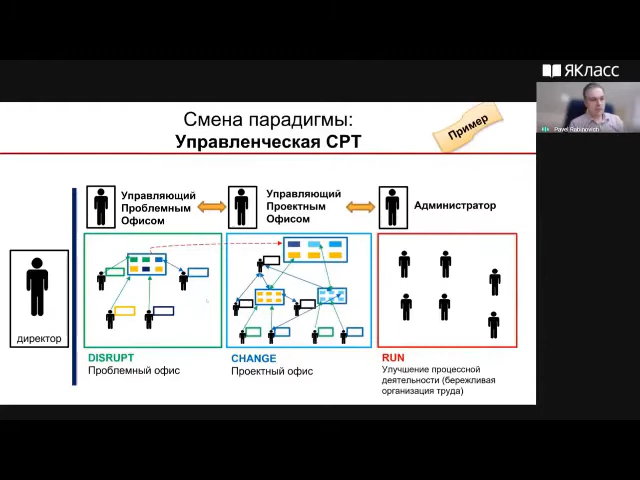 ЯКласс
Pavel Rabinovich
Смена парадигмы:
Управленческая СРТ
Пример
Управляющий
Проблемным
Офисом
Управляющий
Проектным
Офисом
Администратор
директор
DISRUPT
Проблемный офис
CHANGE
Проектный офис
RUN
Улучшение процессной
деятельности (бережливая
организация труда)